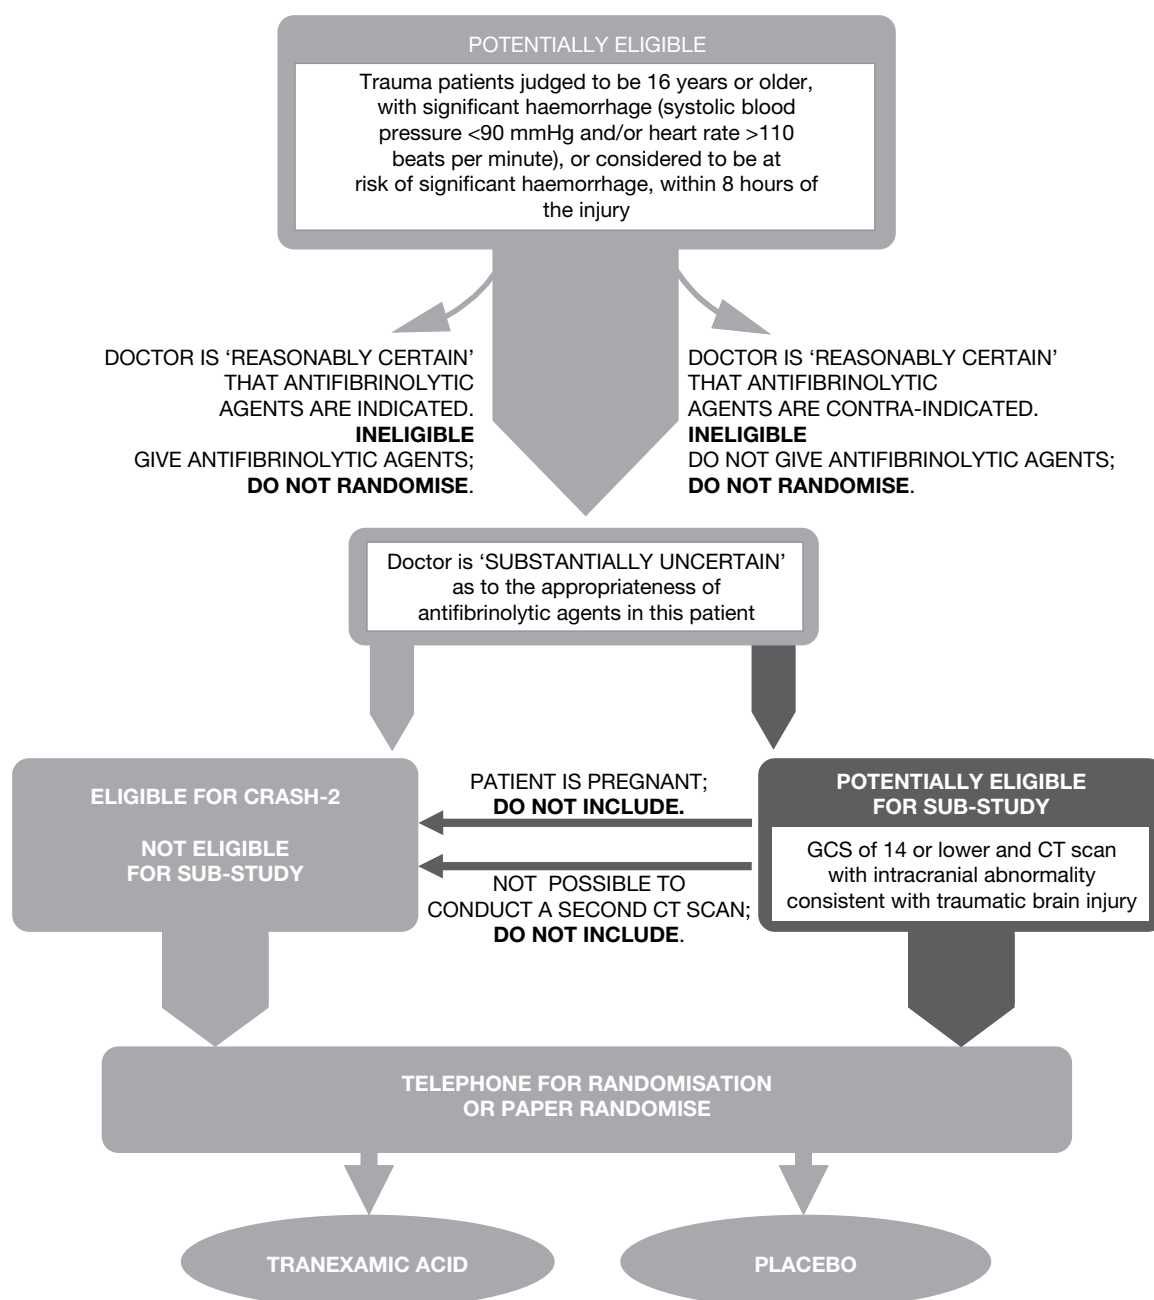 POTENTIALLY ELIGIBLE
Trauma patients judged to be 16 years or older,
with significant haemorrhage (systolic blood
pressure <90 mmHg and/or heart rate >110
beats per minute), or considered to be at
risk of significant haemorrhage, within 8 hours of
the injury
DOCTOR IS ‘REASONABLY CERTAIN’
THAT ANTIFIBRINOLYTIC
AGENTS ARE INDICATED.
INELIGIBLE
GIVE ANTIFIBRINOLYTIC AGENTS;
DO NOT RANDOMISE.
DOCTOR IS ‘REASONABLY CERTAIN’
THAT ANTIFIBRINOLYTIC
AGENTS ARE CONTRA-INDICATED.
INELIGIBLE
DO NOT GIVE ANTIFIBRINOLYTIC AGENTS;
DO NOT RANDOMISE.
Doctor is ‘SUBSTANTIALLY UNCERTAIN’
as to the appropriateness of
antifibrinolytic agents in this patient
ELIGIBLE FOR CRASH-2
NOT ELIGIBLE
FOR SUB-STUDY
PATIENT IS PREGNANT;
DO NOT INCLUDE.
NOT POSSIBLE TO
CONDUCT A SECOND CT SCAN;
DO NOT INCLUDE.
POTENTIALLY ELIGIBLE
FOR SUB-STUDY
GCS of 14 or lower and CT scan
with intracranial abnormality
consistent with traumatic brain injury
TELEPHONE FOR RANDOMISATION
OR PAPER RANDOMISE
TRANEXAMIC ACID
PLACEBO